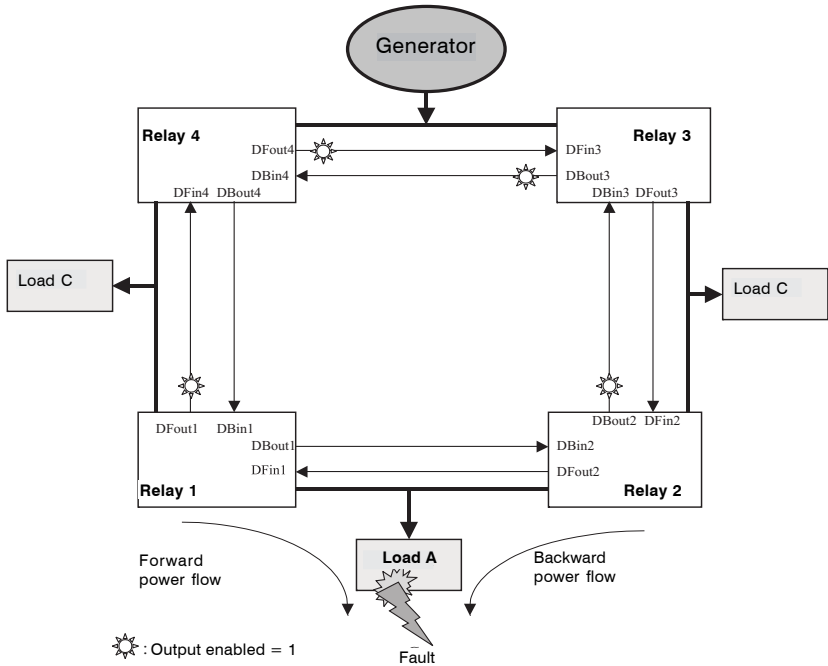 Generator
Relay 4
Relay 3
DFout4
DFin3
DBin4
DBout3
DFin4 DBout4
DBin3 DFout3
Load C
Load C
DFout1 DBin1
DBout2 DFin2
DBout1
DBin2
DFin1
DFout2
Relay 1
Relay 2
Forward
power flow
Load A
Backward
power flow
: Output enabled = 1
Fault